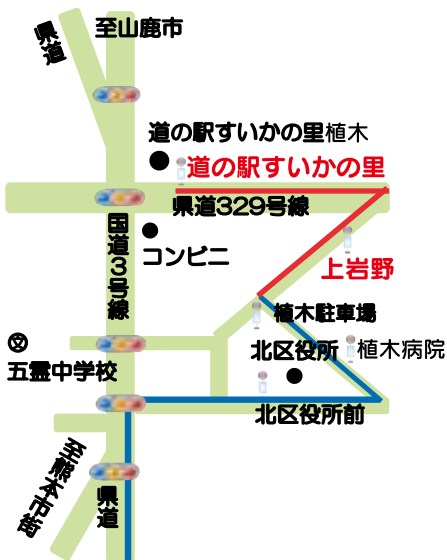 至山鹿市
県道
道の駅すいかの里植木
道の駅すいかの里
県道329号線
国道3号線
コンビニ
上岩野
植木駐車場
北区役所
植木病院
文
五霊中学校
北区役所前
至熊本市街
県道